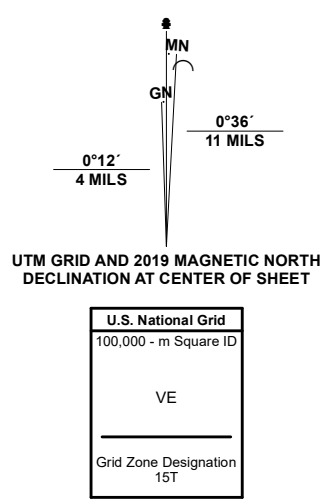 MN
GN
0°36´
11 MILS
0°12´
4 MILS
UTM GRID AND 2019 MAGNETIC NORTH
DECLINATION AT CENTER OF SHEET
U.S. National Grid
100,000 - m Square ID
VE
Grid Zone Designation
15T